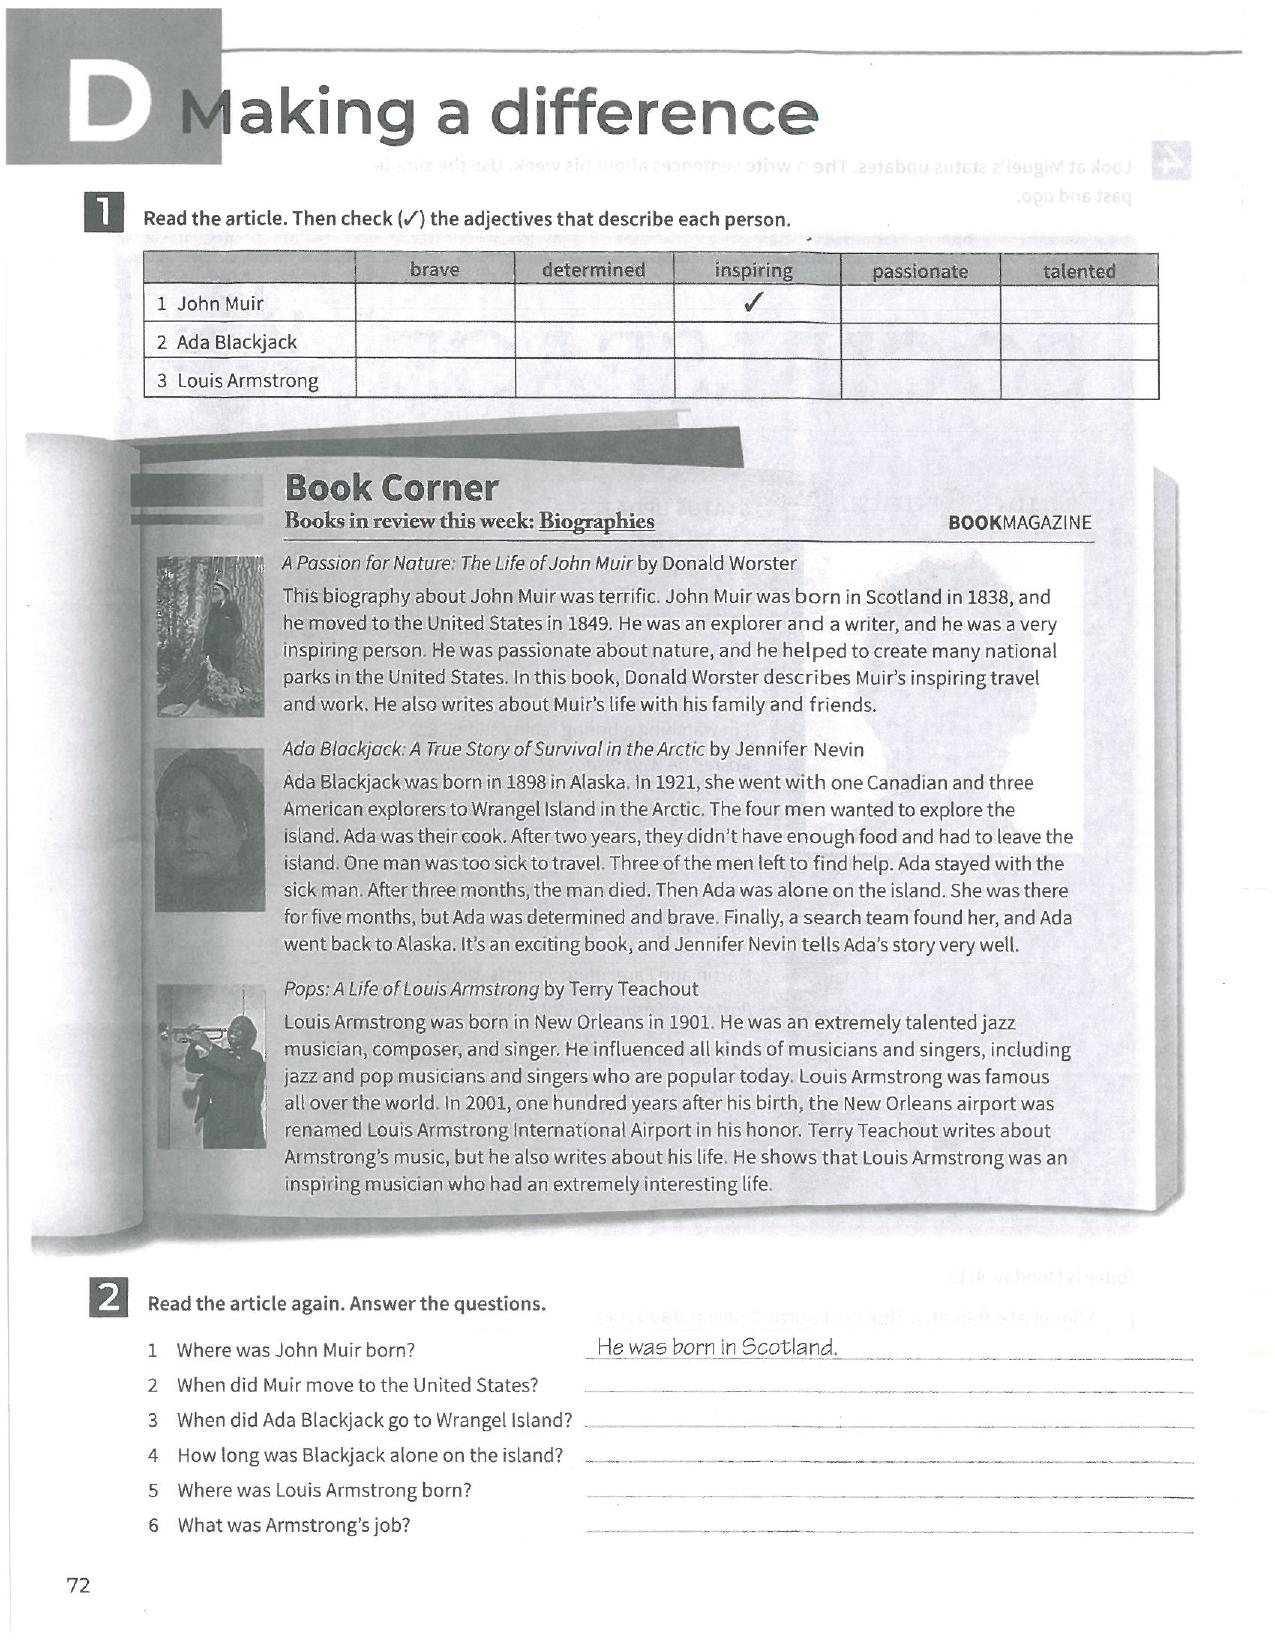 D Making a difference
1 Read the article. Then check (✓) the adjectives that describe each person.
brave determined inspiring passionate talented
1 John Muir ✓
2 Ada Blackjack
3 Louis Armstrong
Book Corner
Books in review this week: Biographies BOOKMAGAZINE
A Passion for Nature: The Life of John Muir by Donald Worster
This biography about John Muir was terrific. John Muir was born in Scotland in 1838, and
he moved to the United States in 1849. He was an explorer and a writer, and he was a very
inspiring person. He was passionate about nature, and he helped to create many national
parks in the United States. In this book, Donald Worster describes Muir's inspiring travel
and work. He also writes about Muir's life with his family and friends.
Ada Blackjack: A True Story of Survival in the Arctic by Jennifer Nevin
Ada Blackjack was born in 1898 in Alaska. In 1921, she went with one Canadian and three
American explorers to Wrangel Island in the Arctic. The four men wanted to explore the
island. Ada was their cook. After two years, they didn't have enough food and had to leave the
island. One man was too sick to travel. Three of the men left to find help. Ada stayed with the
sick man. After three months, the man died. Then Ada was alone on the island. She was there
for five months, but Ada was determined and brave. Finally, a search team found her, and Ada
went back to Alaska. It's an exciting book, and Jennifer Nevin tells Ada's story very well.
Pops: A Life of Louis Armstrong by Terry Teachout
Louis Armstrong was born in New Orleans in 1901. He was an extremely talented jazz
musician, composer, and singer. He influenced all kinds of musicians and singers, including
jazz and pop musicians and singers who are popular today. Louis Armstrong was famous
all over the world. In 2001, one hundred years after his birth, the New Orleans airport was
renamed Louis Armstrong International Airport in his honor. Terry Teachout writes about
Armstrong's music, but he also writes about his life. He shows that Louis Armstrong was an
inspiring musician who had an extremely interesting life.
2 Read the article again. Answer the questions.
1 Where was John Muir born? He was born in Scotland.
2 When did Muir move to the United States?
3 When did Ada Blackjack go to Wrangel Island?
4 How long was Blackjack alone on the island?
5 Where was Louis Armstrong born?
6 What was Armstrong's job?
72